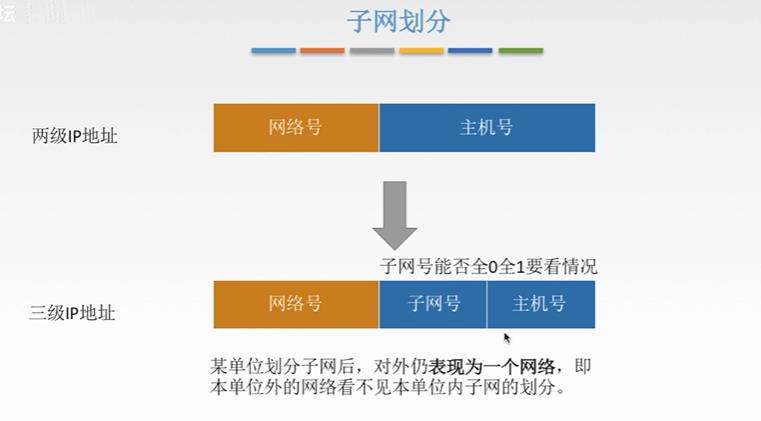 坛
子网划分
两级IP地址
网络号
主机号
子网号能否全0全1要看情况
三级IP地址
网络号
子网号
主机号
某单位划分子网后，对外仍表现为一个网络，即
本单位外的网络看不见本单位内子网的划分。